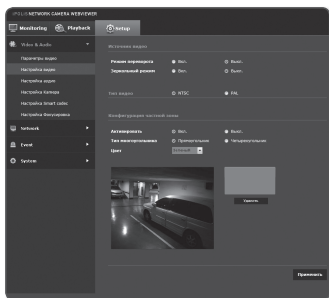 iPOLiS NETWORK CAMERA WEBVIEWER
Monitoring
Playback
Setup
Video & Audio
Параметры видео
Настройка видео
Настройка аудио
Настройка Камера
Настройка Smart codec
Настройка Фокусировка
Network
Event
System
Источник видео
Режим переворота Вкл. Выкл.
Зеркальный режим Вкл. Выкл.
Тип видео NTSC PAL
Конфигурация частной зоны
Активировать Вкл. Выкл.
Тип многоугольника Прямоугольник Четырехугольник
Цвет
Удалить
Применить